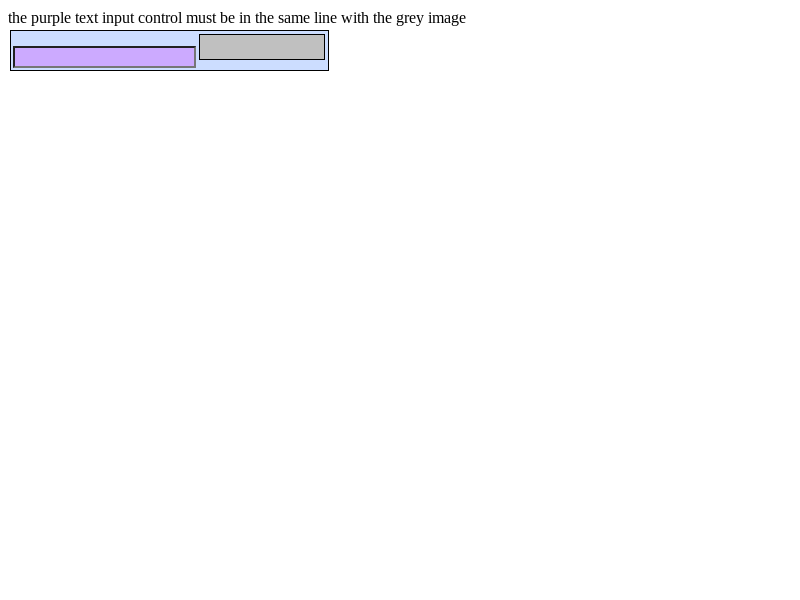 the purple text input control must be in the same line with the grey image